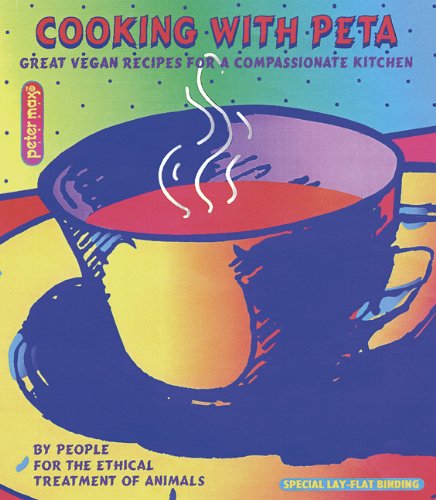 COOKING WITH PETA
GREAT VEGAN RECIPES FOR A COMPASSIONATE KITCHEN
peter max®
BY PEOPLE
FOR THE ETHICAL
TREATMENT OF ANIMALS
SPECIAL LAY-FLAT BINDING